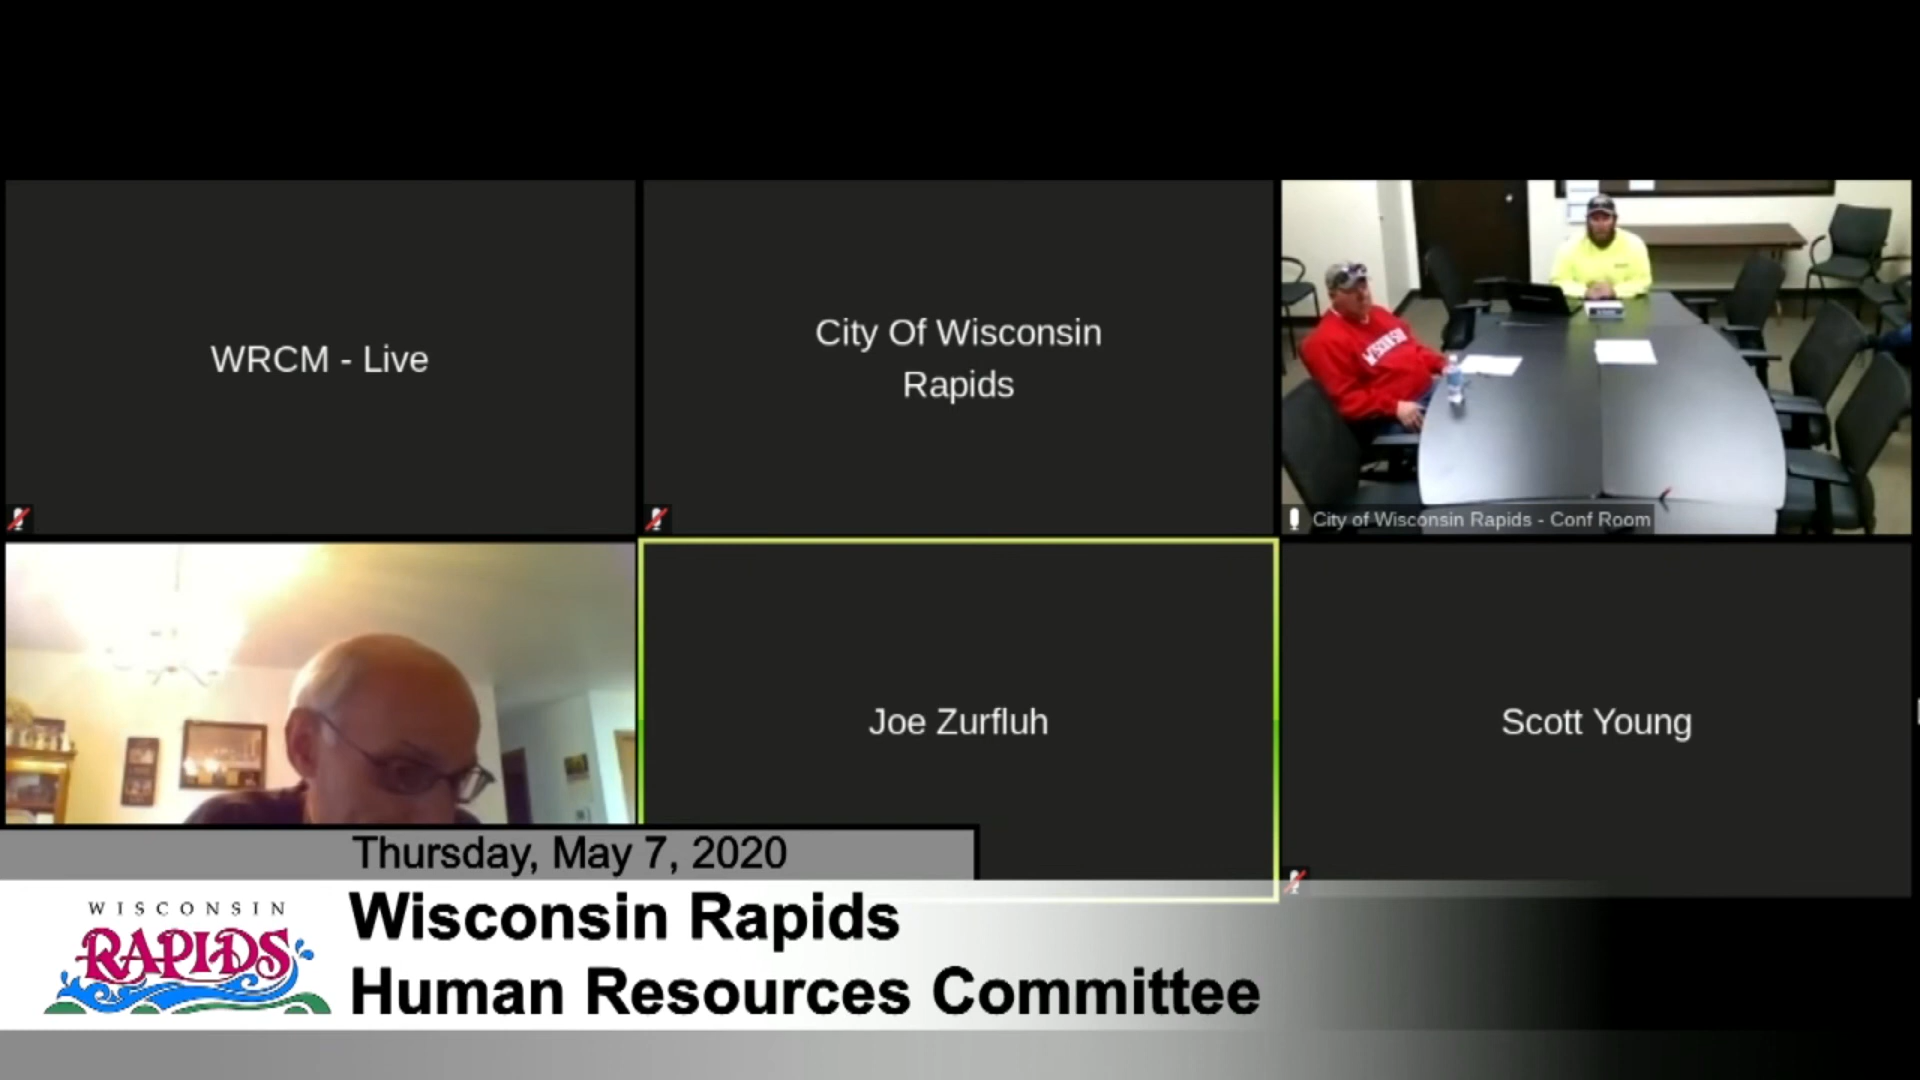 WRCM - Live
City Of Wisconsin
Rapids
WISCONSIN
City of Wisconsin Rapids - Conf Room
Joe Zurfluh
Scott Young
Thursday, May 7, 2020
WISCONSIN
RAPIDS
Wisconsin Rapids
Human Resources Committee